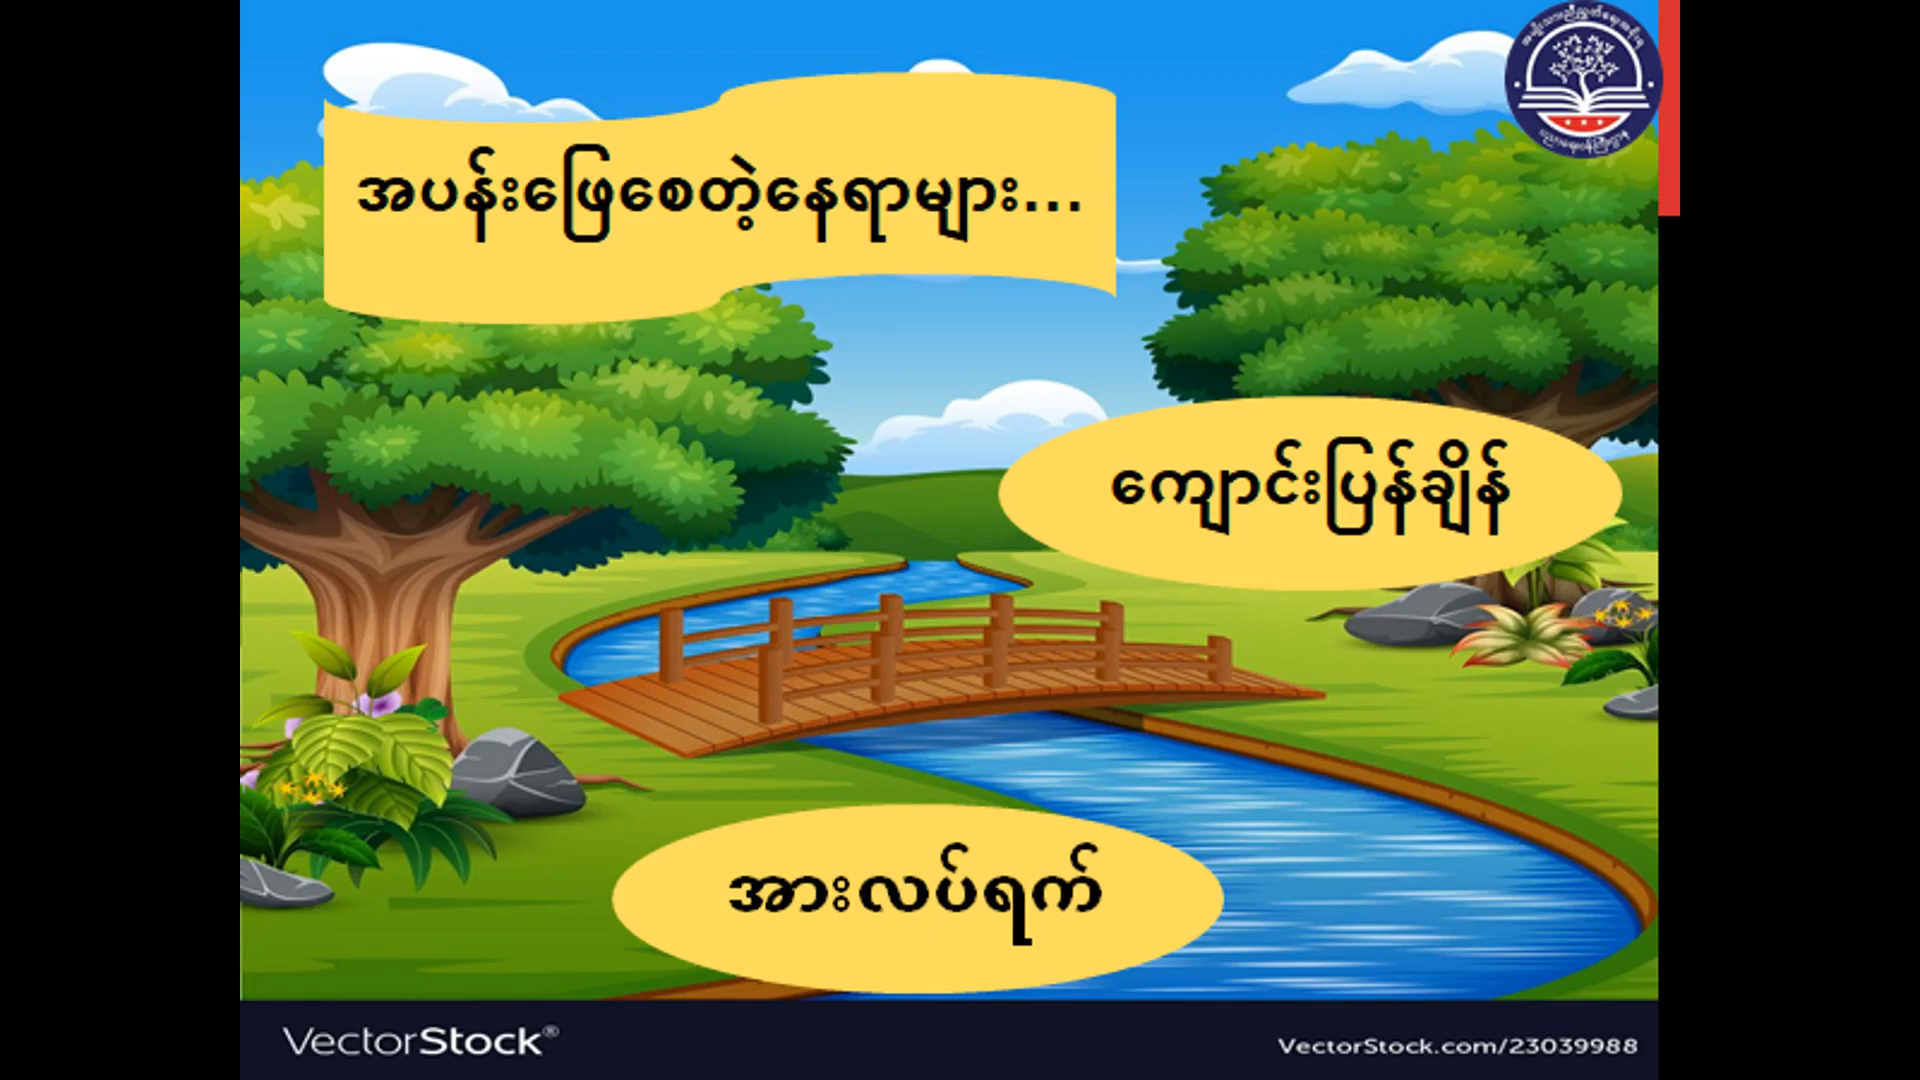 အပန်းဖြေစေတဲ့နေရာများ...
ကျောင်းပြန်ချိန်
အားလပ်ရက်
VectorStock®
VectorStock.com/23039988